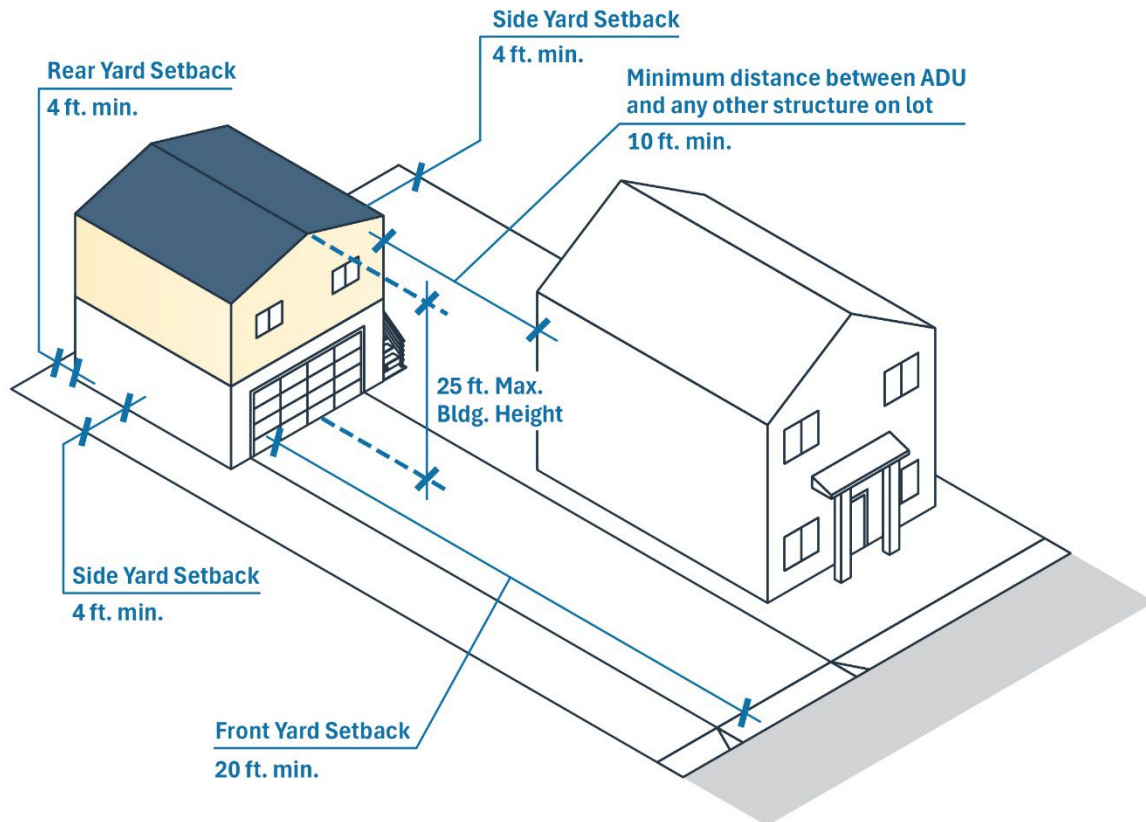 Side Yard Setback
4 ft. min.
Rear Yard Setback
4 ft. min.
Minimum distance between ADU
and any other structure on lot
10 ft. min.
25 ft. Max.
Bldg. Height
Side Yard Setback
4 ft. min.
Front Yard Setback
20 ft. min.